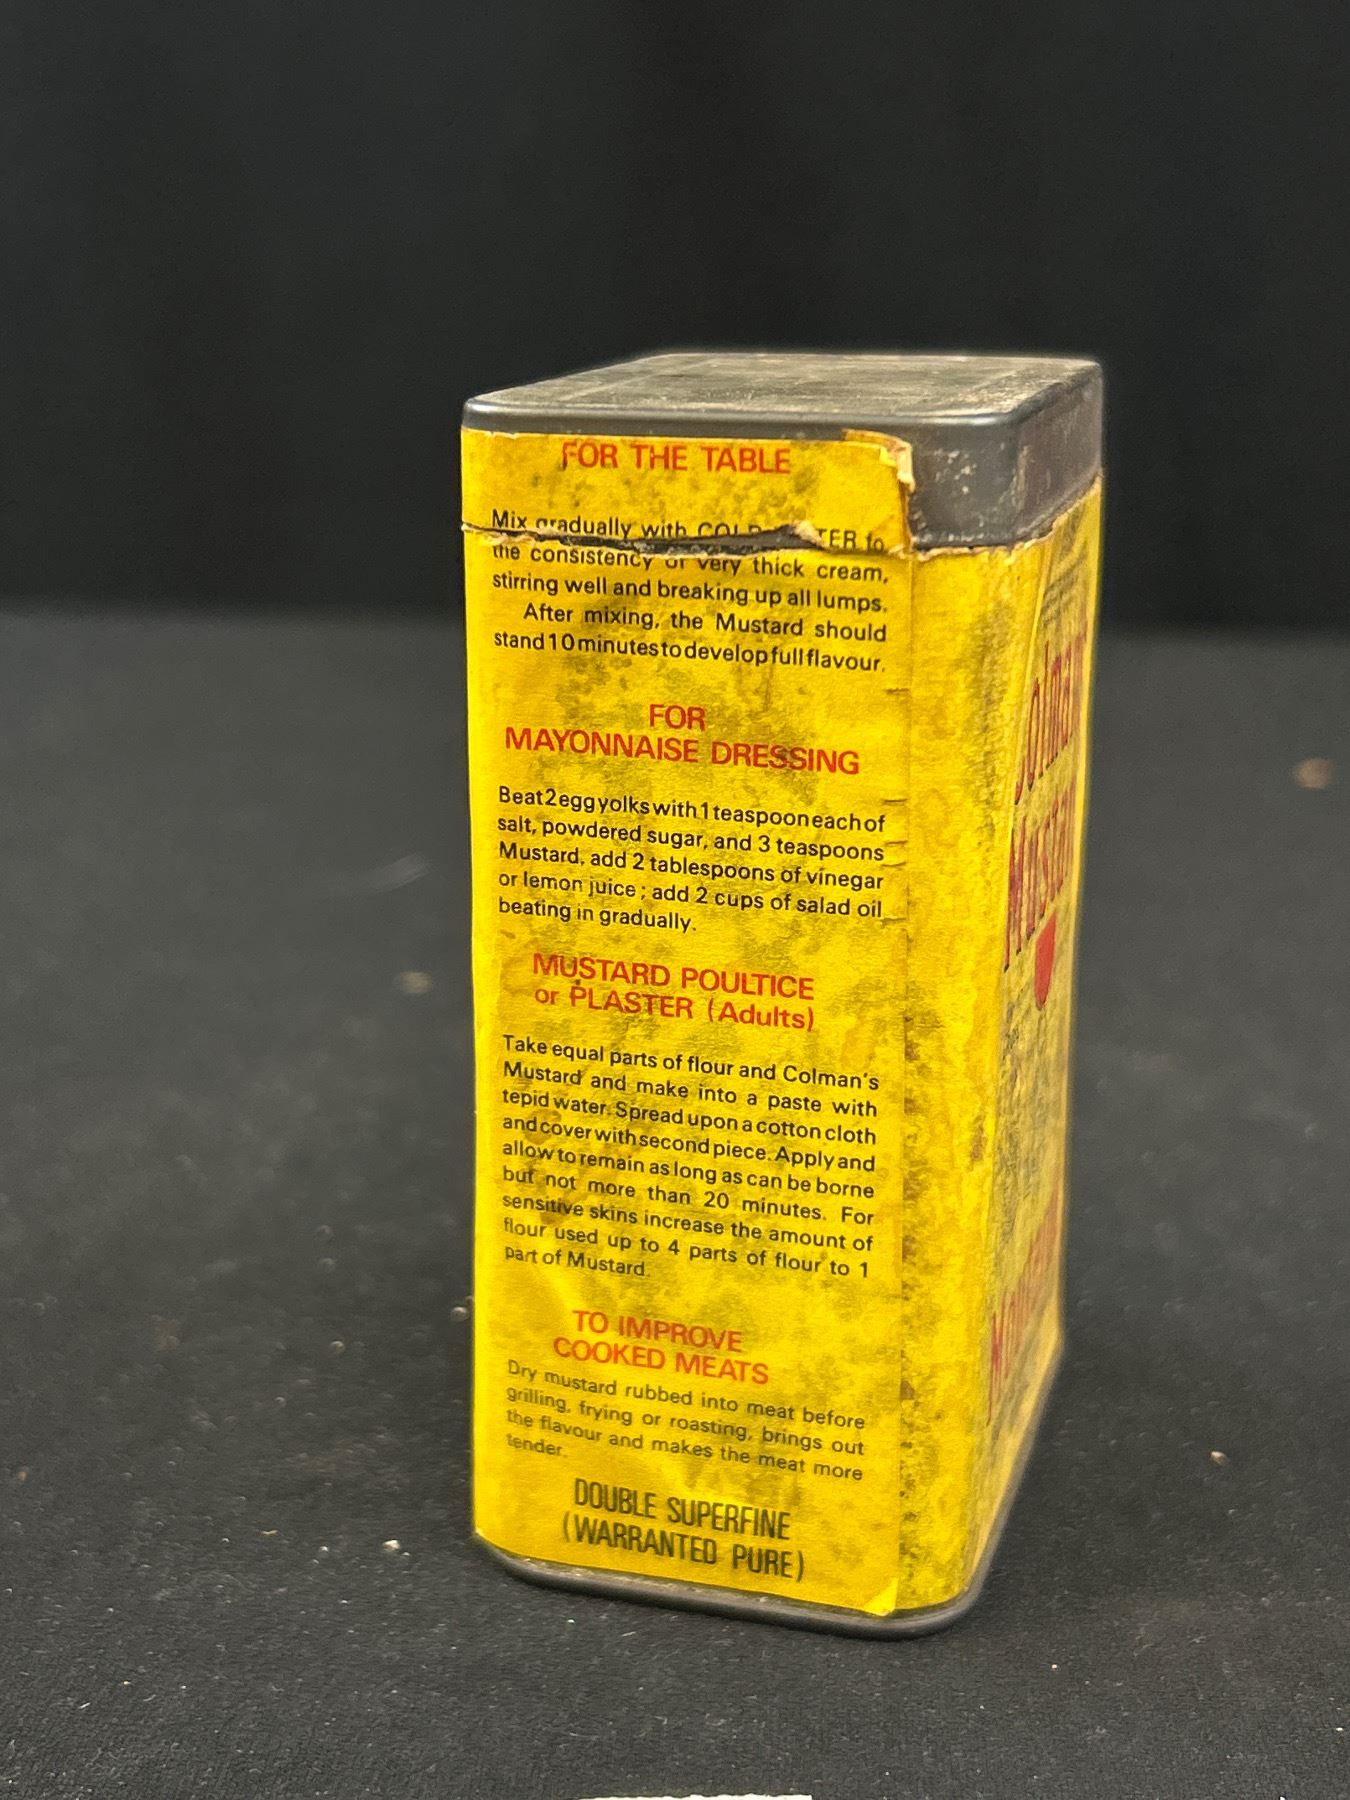 FOR THE TABLE
Mix gradually with COLD WATER to
the consistency of very thick cream,
stirring well and breaking up all lumps.
After mixing, the Mustard should
stand 10 minutes to develop full flavour.
FOR
MAYONNAISE DRESSING
Beat 2 egg yolks with 1 teaspoon each of
salt, powdered sugar, and 3 teaspoons
Mustard, add 2 tablespoons of vinegar
or lemon juice ; add 2 cups of salad oil
beating in gradually.
MUSTARD POULTICE
or PLASTER (Adults)
Take equal parts of flour and Colman's
Mustard and make into a paste with
tepid water. Spread upon a cotton cloth
and cover with second piece. Apply and
allow to remain as long as can be borne
but not more than 20 minutes. For
sensitive skins increase the amount of
flour used up to 4 parts of flour to 1
part of Mustard.
TO IMPROVE
COOKED MEATS
Dry mustard rubbed into meat before
grilling, frying or roasting, brings out
the flavour and makes the meat more
tender.
DOUBLE SUPERFINE
(WARRANTED PURE)
Colman
Mustar